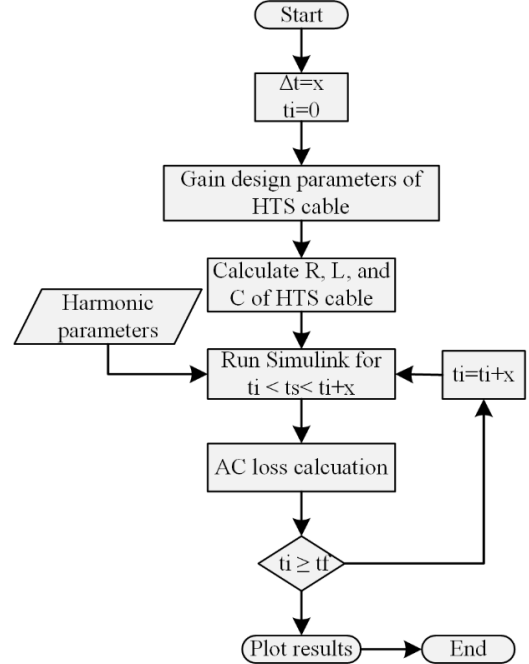 Start
Δt=x
ti=0
Gain design parameters of
HTS cable
Calculate R, L, and
C of HTS cable
Harmonic
parameters
Run Simulink for
ti < ts< ti+x
ti=ti+x
AC loss calcuation
ti ≥ tf
Plot results
End